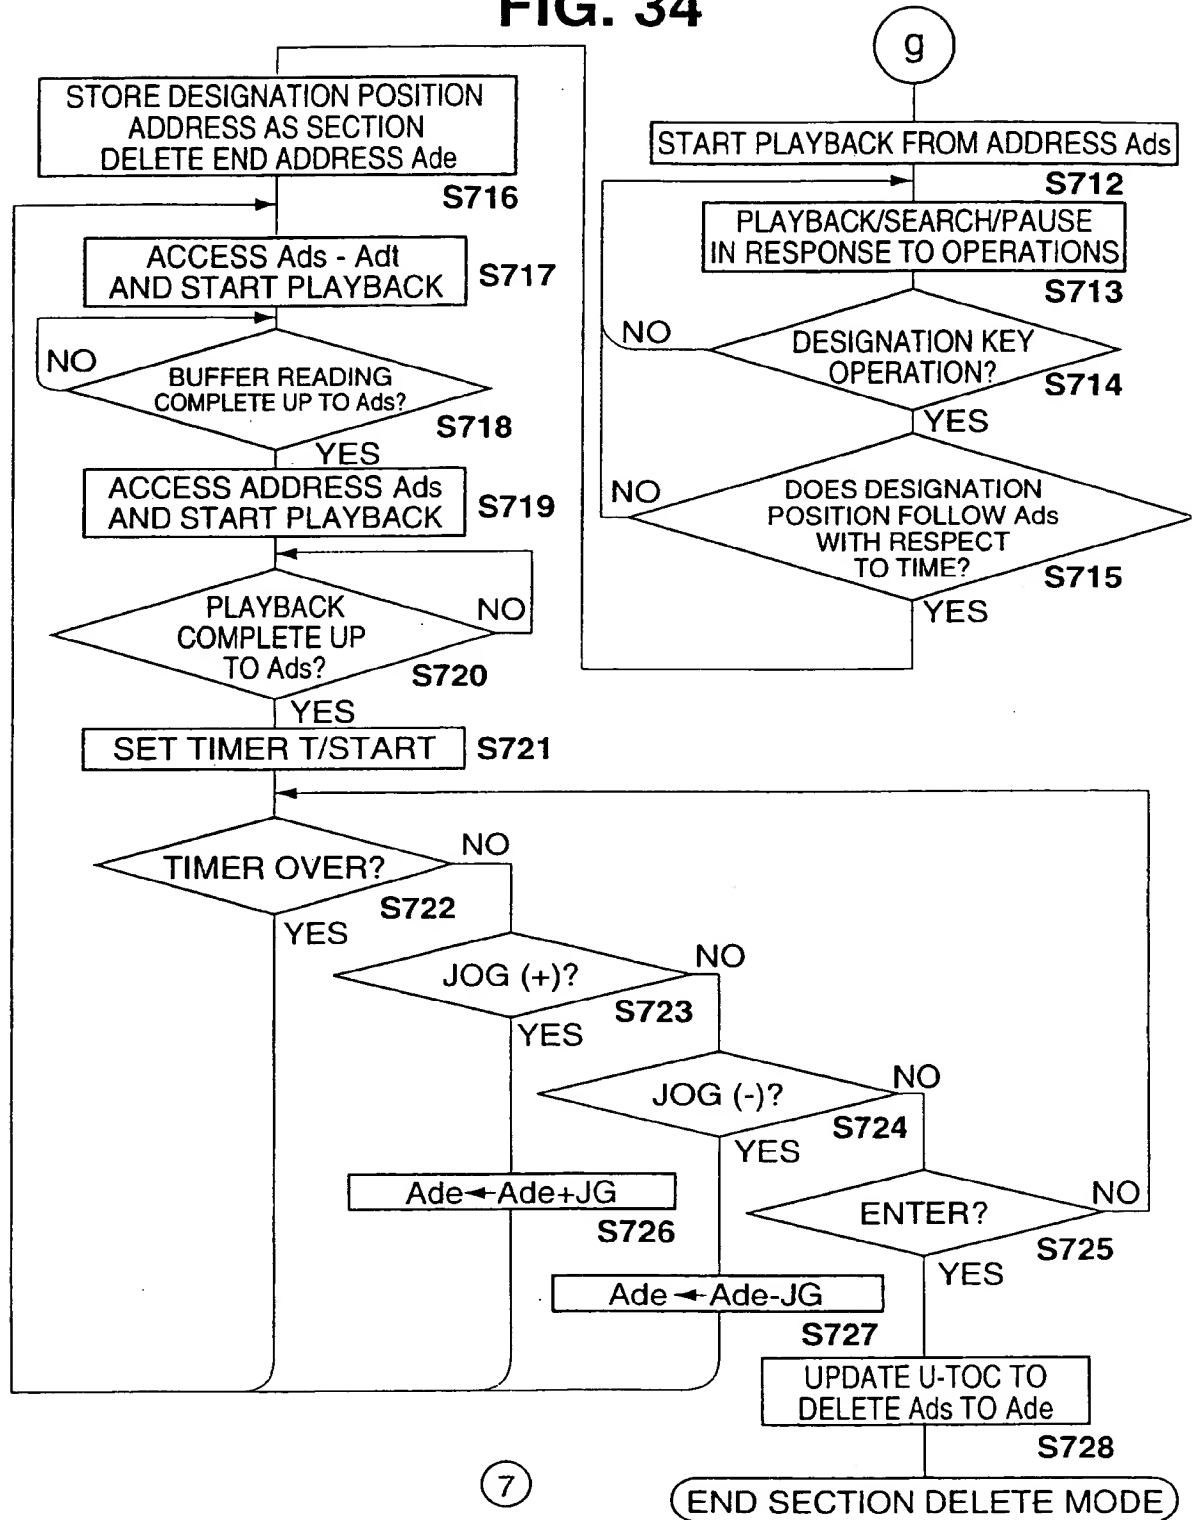 FIG. 34
g
START PLAYBACK FROM ADDRESS Ads
S712
PLAYBACK/SEARCH/PAUSE
IN RESPONSE TO OPERATIONS
S713
DESIGNATION KEY
OPERATION?
NO
S714
YES
DOES DESIGNATION
POSITION FOLLOW Ads
WITH RESPECT
TO TIME?
NO
S715
YES
STORE DESIGNATION POSITION
ADDRESS AS SECTION
DELETE END ADDRESS Ade
S716
ACCESS Ads - Adt
AND START PLAYBACK
S717
NO
BUFFER READING
COMPLETE UP TO Ads?
S718
YES
ACCESS ADDRESS Ads
AND START PLAYBACK
S719
PLAYBACK
COMPLETE UP
TO Ads?
NO
S720
YES
SET TIMER T/START
S721
TIMER OVER?
NO
S722
YES
JOG (+)?
NO
S723
YES
JOG (-)?
NO
S724
YES
Ade←Ade+JG
S726
ENTER?
NO
S725
YES
Ade←Ade-JG
S727
UPDATE U-TOC TO
DELETE Ads TO Ade
S728
END SECTION DELETE MODE
7